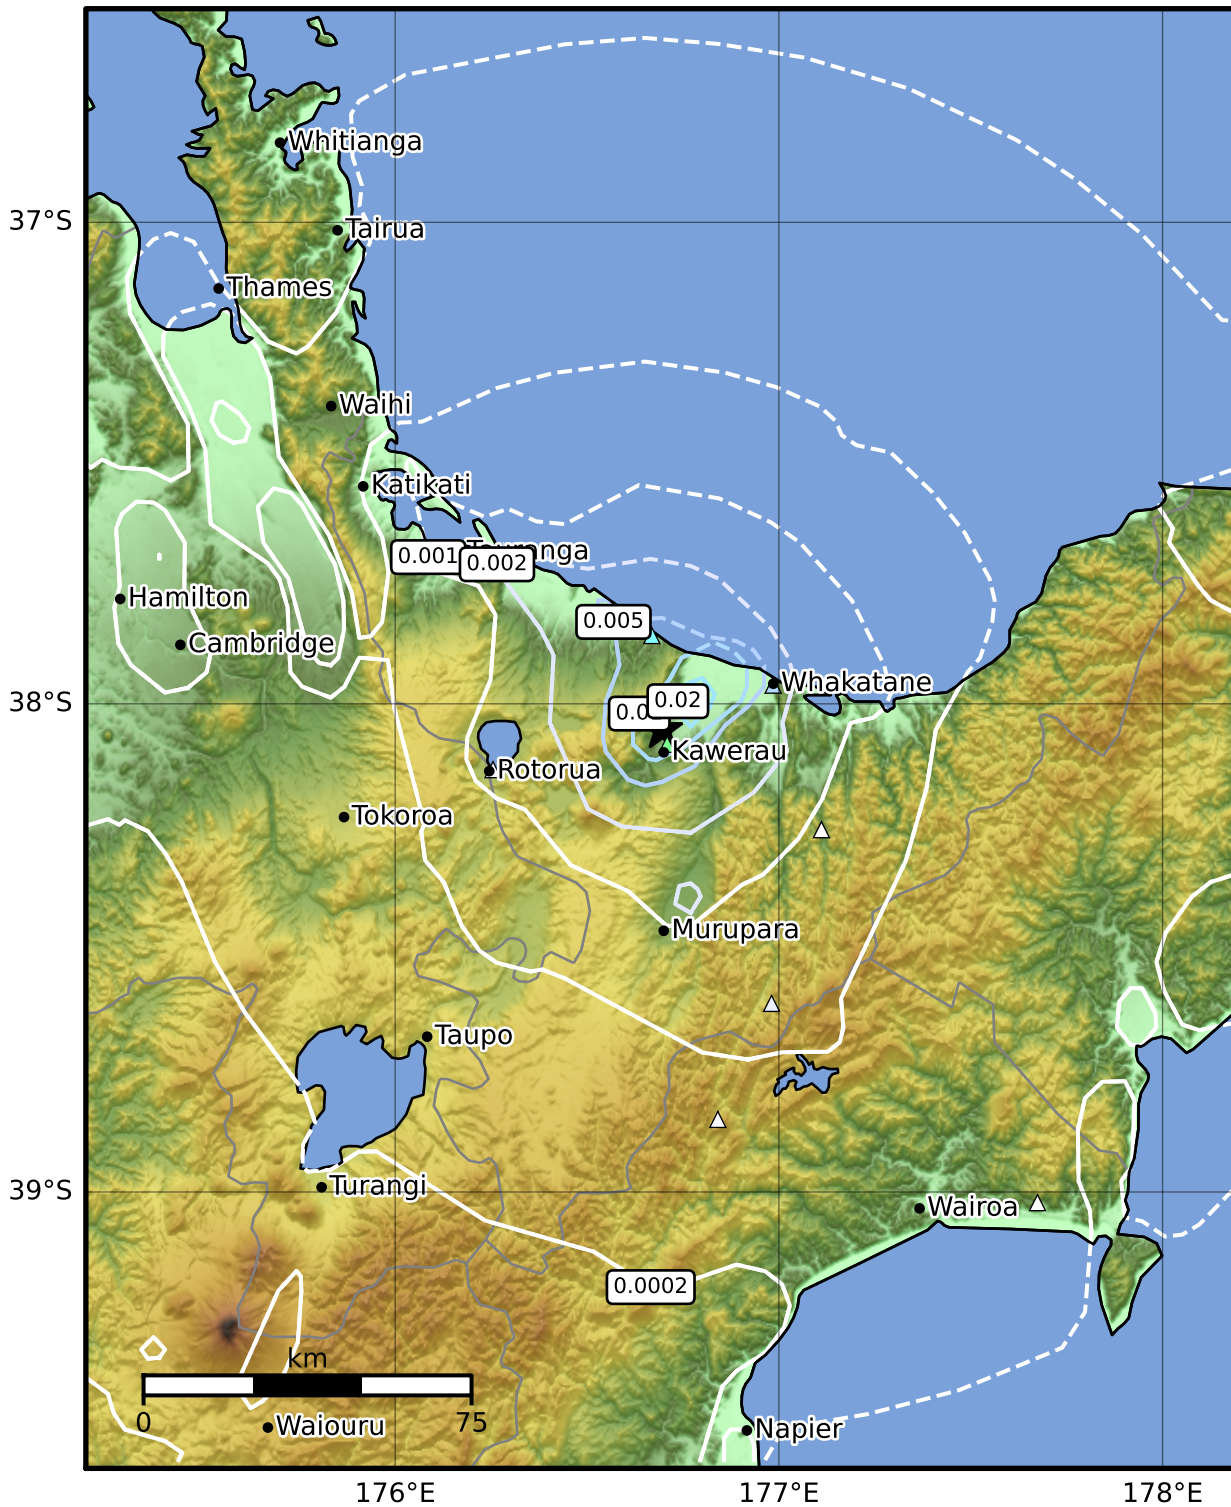 Whitianga
37°S
Tairua
Thames
Waihi
Katikati
0.001
Tauranga
0.002
Hamilton
0.005
Cambridge
Whakatane
38°S
0.02
Kawerau
Rotorua
Tokoroa
Murupara
Taupo
39°S
Turangi
Wairoa
0.0002
km
0
75
Waiouru
Napier
176°E
177°E
178°E